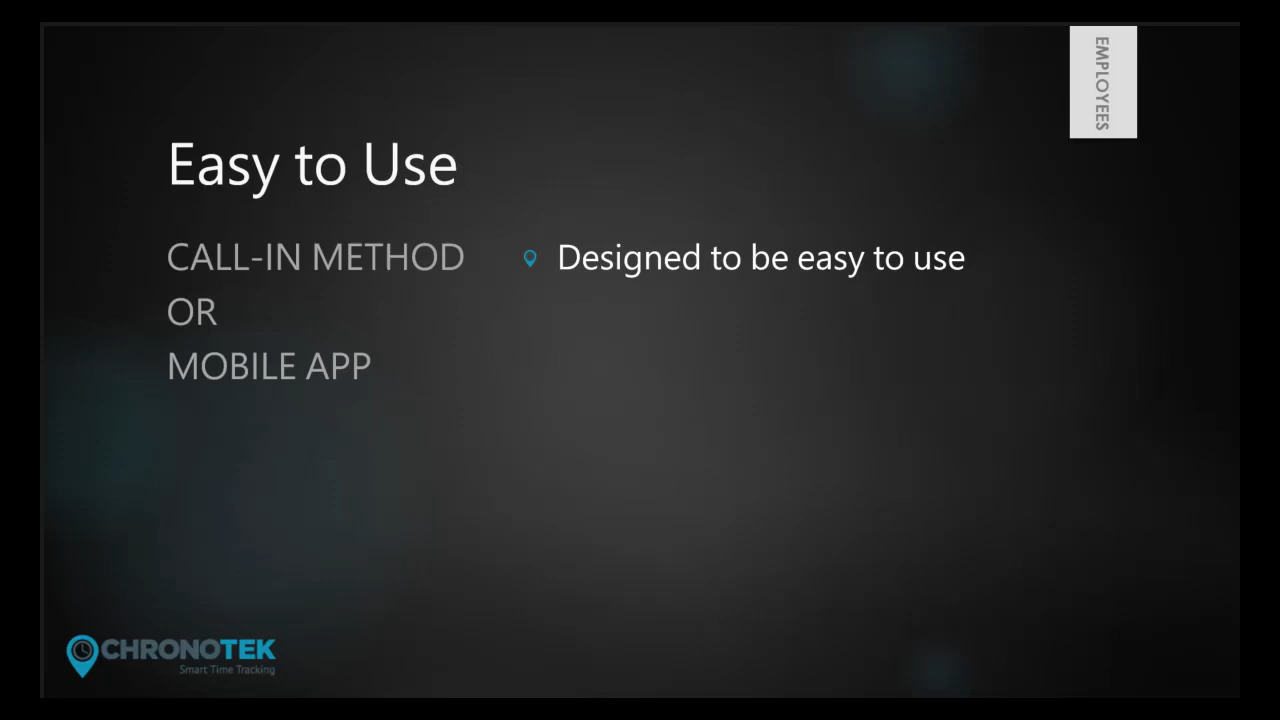 EMPLOYEES
Easy to Use
CALL-IN METHOD
OR
MOBILE APP
Designed to be easy to use
CHRONOTEK
Smart Time Tracking